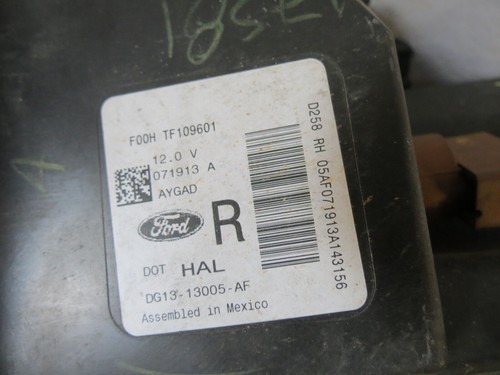 F00H TF109601
12.0 V
071913 A
AYGAD
Ford R
DOT HAL
DG13-13005-AF
Assembled in Mexico
D258 RH 05AF071913A143156